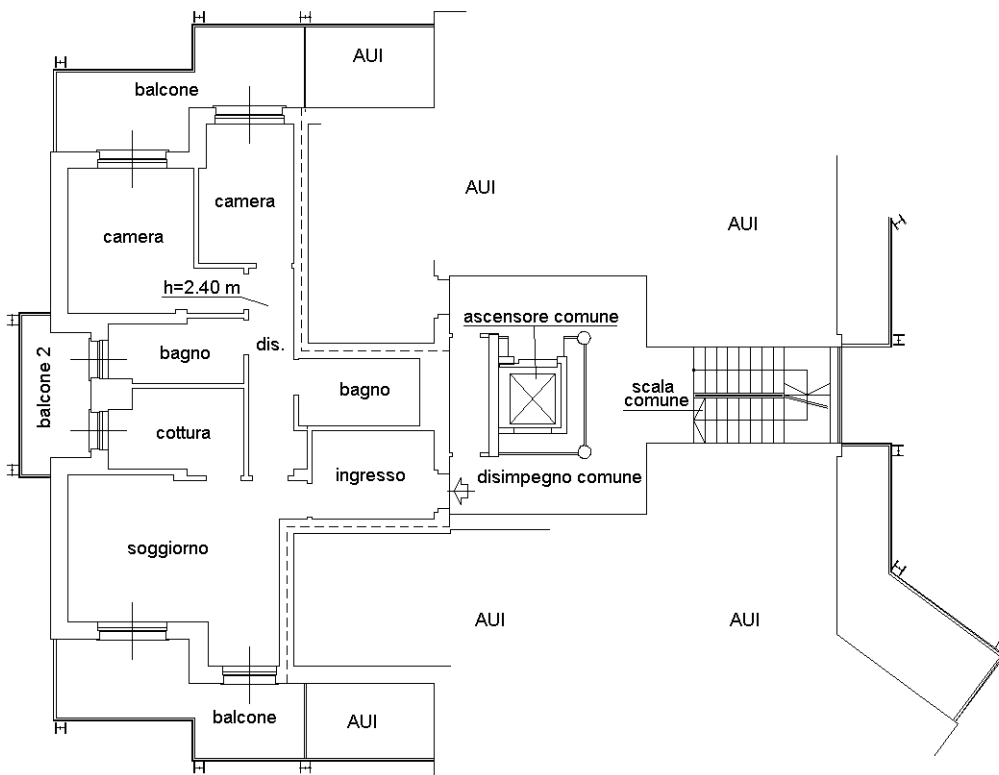 AUI
balcone
AUI
camera
AUI
camera
h=2.40 m
ascensore comune
dis.
bagno
balcone 2
bagno
scala
comune
cottura
ingresso
disimpegno comune
soggiorno
AUI
AUI
balcone
AUI